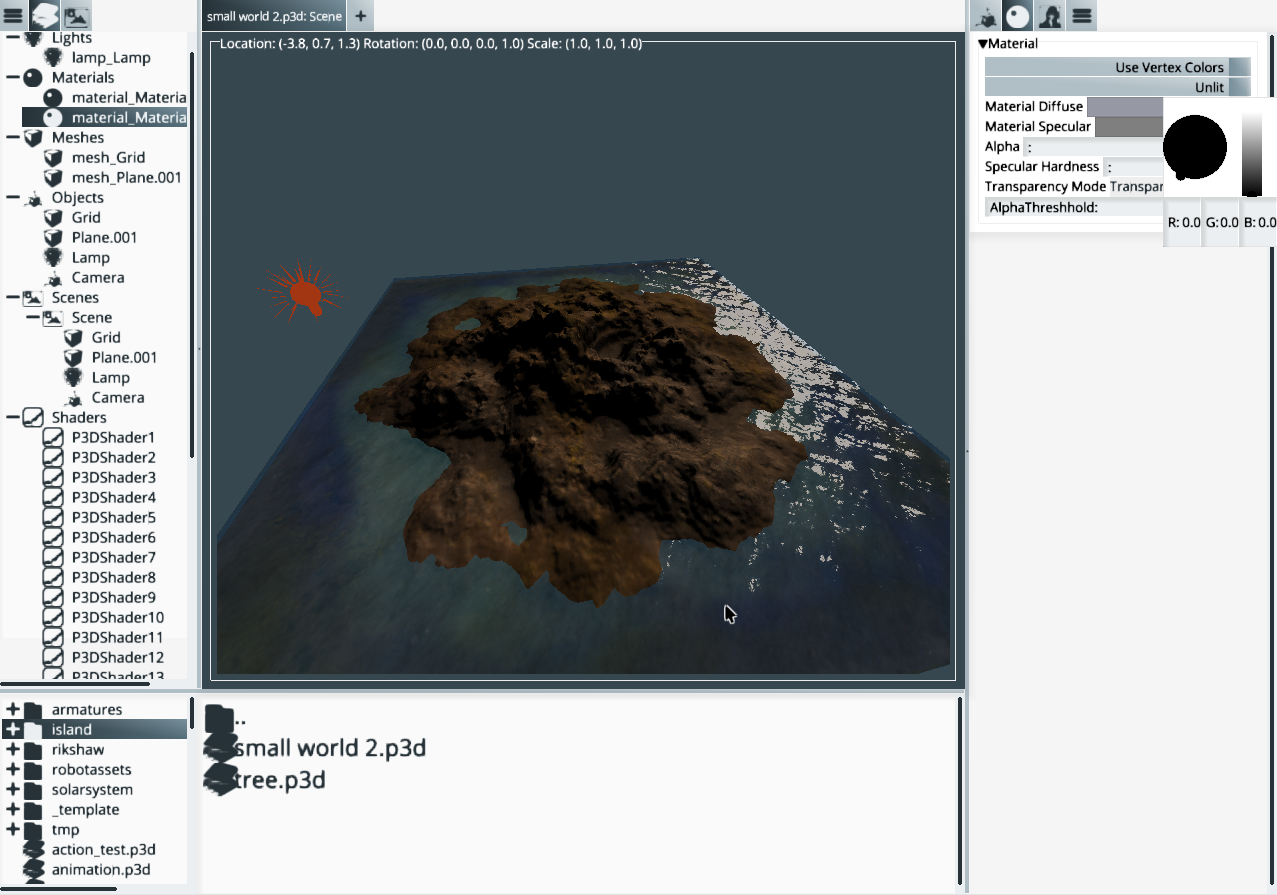 small world 2.p3d: Scene
+
Lights
lamp_Lamp
Materials
material_Materia
material_Materia
Meshes
mesh_Grid
mesh_Plane.001
Objects
Grid
Plane.001
Lamp
Camera
Scenes
Scene
Grid
Plane.001
Lamp
Camera
Shaders
P3DShader1
P3DShader2
P3DShader3
P3DShader4
P3DShader5
P3DShader6
P3DShader7
P3DShader8
P3DShader9
P3DShader10
P3DShader11
P3DShader12
P3DShader13
Location: (-3.8, 0.7, 1.3) Rotation: (0.0, 0.0, 0.0, 1.0) Scale: (1.0, 1.0, 1.0)
▼Material
Use Vertex Colors
Unlit
Material Diffuse
Material Specular
Alpha :
Specular Hardness :
Transparency Mode Transpar
AlphaThreshhold:
R: 0.0 G:0.0 B: 0.0
armatures
island
rikshaw
robotassets
solarsystem
_template
tmp
action_test.p3d
animation.p3d
..
small world 2.p3d
tree.p3d